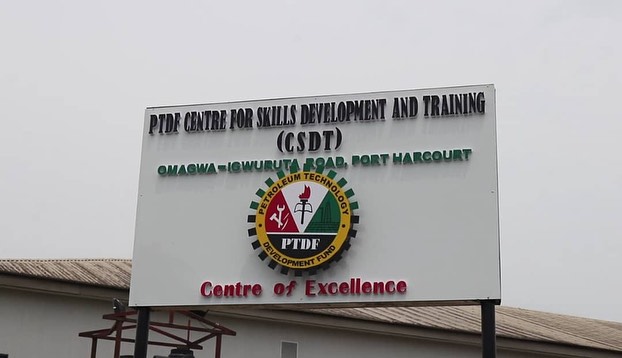 PTDF CENTRE FOR SKILLS DEVELOPMENT AND TRAINING
(CSDT)
OMAGWA-IGWURUTA ROAD, PORT HARCOURT
PETROLEUM TECHNOLOGY
PTDF
DEVELOPMENT FUND
Centre of Excellence